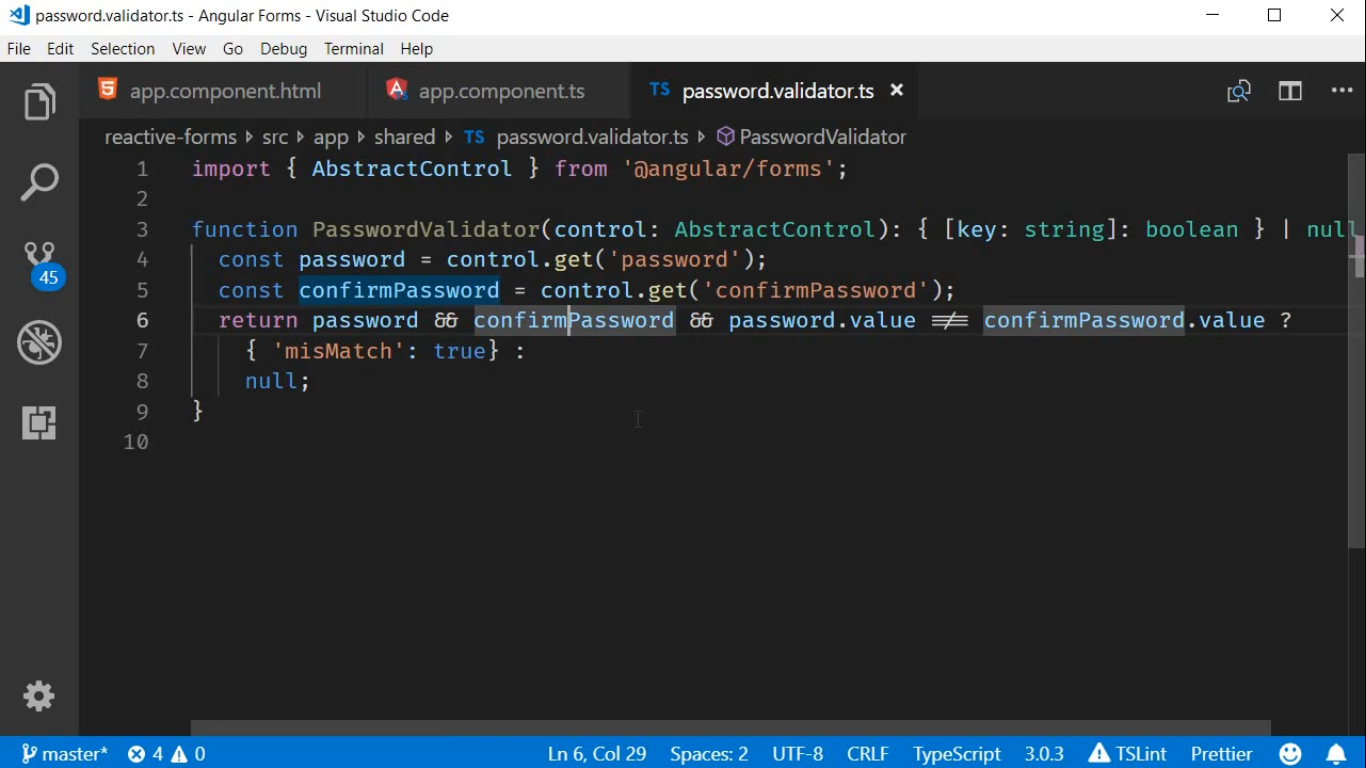 password.validator.ts - Angular Forms - Visual Studio Code
File Edit Selection View Go Debug Terminal Help
app.component.html app.component.ts TS password.validator.ts
reactive-forms src app shared TS password.validator.ts PasswordValidator
1 import { AbstractControl } from '@angular/forms';
2
3 function PasswordValidator(control: AbstractControl): { [key: string]: boolean } | null
4 const password = control.get('password');
5 const confirmPassword = control.get('confirmPassword');
6 return password && confirmPassword && password.value !== confirmPassword.value ?
7 { 'misMatch': true} :
8 null;
9 }
10
45
master* 4 0 Ln 6, Col 29 Spaces: 2 UTF-8 CRLF TypeScript 3.0.3 TSLint Prettier